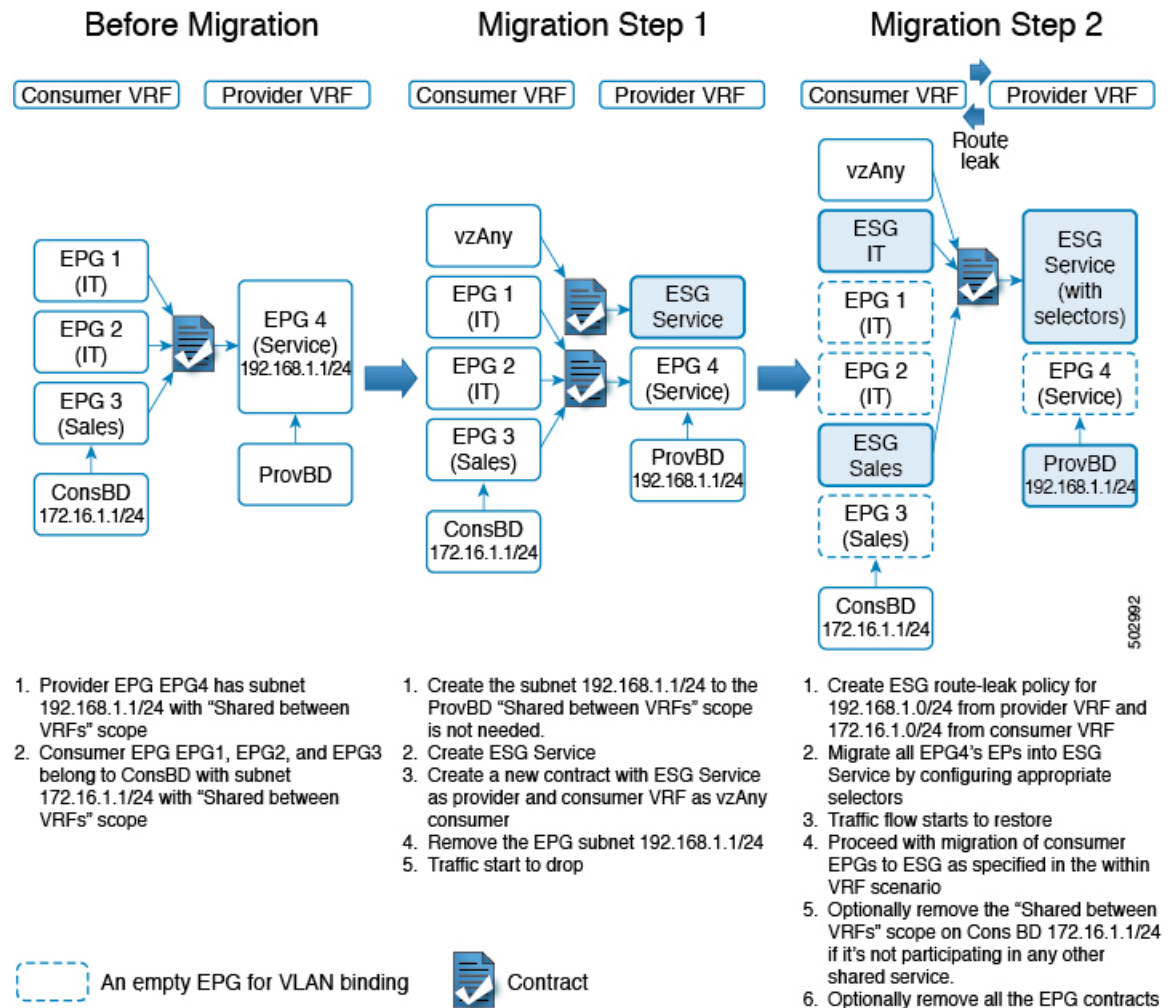 Before Migration
Migration Step 1
Migration Step 2
Consumer VRF
Provider VRF
Consumer VRF
Provider VRF
Consumer VRF
Provider VRF
Route
leak
EPG 1
(IT)
EPG 2
(IT)
EPG 3
(Sales)
ConsBD
172.16.1.1/24
EPG 4
(Service)
192.168.1.1/24
ProvBD
vzAny
EPG 1
(IT)
EPG 2
(IT)
EPG 3
(Sales)
ConsBD
172.16.1.1/24
ESG
Service
EPG 4
(Service)
ProvBD
192.168.1.1/24
vzAny
ESG
IT
EPG 1
(IT)
EPG 2
(IT)
ESG
Sales
EPG 3
(Sales)
ConsBD
172.16.1.1/24
ESG
Service
(with
selectors)
EPG 4
(Service)
ProvBD
192.168.1.1/24
502992
1. Provider EPG EPG4 has subnet
192.168.1.1/24 with “Shared between
VRFs” scope
2. Consumer EPG EPG1, EPG2, and EPG3
belong to ConsBD with subnet
172.16.1.1/24 with “Shared between
VRFs” scope
1. Create the subnet 192.168.1.1/24 to the
ProvBD “Shared between VRFs” scope
is not needed.
2. Create ESG Service
3. Create a new contract with ESG Service
as provider and consumer VRF as vzAny
consumer
4. Remove the EPG subnet 192.168.1.1/24
5. Traffic start to drop
1. Create ESG route-leak policy for
192.168.1.0/24 from provider VRF and
172.16.1.0/24 from consumer VRF
2. Migrate all EPG4’s EPs into ESG
Service by configuring appropriate
selectors
3. Traffic flow starts to restore
4. Proceed with migration of consumer
EPGs to ESG as specified in the within
VRF scenario
5. Optionally remove the “Shared between
VRFs” scope on Cons BD 172.16.1.1/24
if it’s not participating in any other
shared service.
6. Optionally remove all the EPG contracts
An empty EPG for VLAN binding
Contract